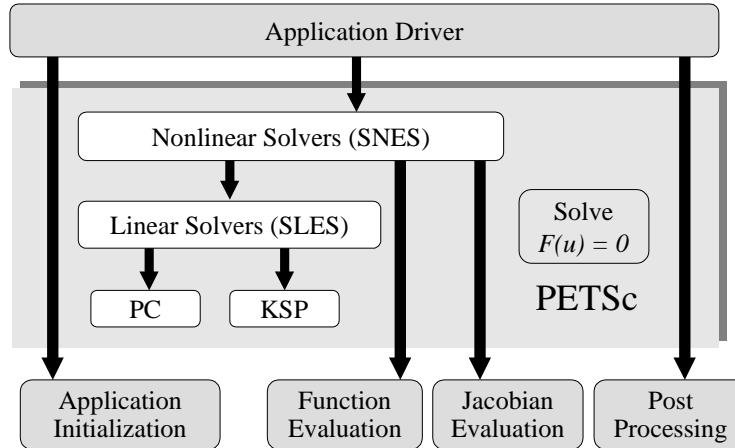 Application Driver
Nonlinear Solvers (SNES)
Linear Solvers (SLES)
PC
KSP
Solve
F(u) = 0
PETSc
Application
Initialization
Function
Evaluation
Jacobian
Evaluation
Post
Processing